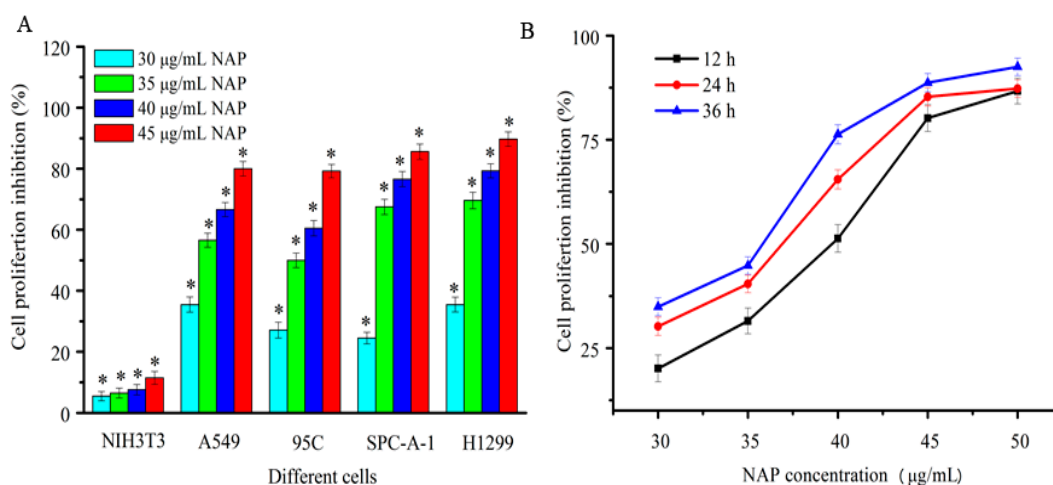 A
Cell prolifertion inhibition (%)
120
100
80
60
40
20
0
30 μg/mL NAP
35 μg/mL NAP
40 μg/mL NAP
45 μg/mL NAP
* * * *
* * * *
* * * *
* * * *
* * * *
NIH3T3 A549 95C SPC-A-1 H1299
Different cells
B
Cell prolifertion inhibition (%)
100
75
50
25
12 h
24 h
36 h
30 35 40 45 50
NAP concentration (μg/mL)